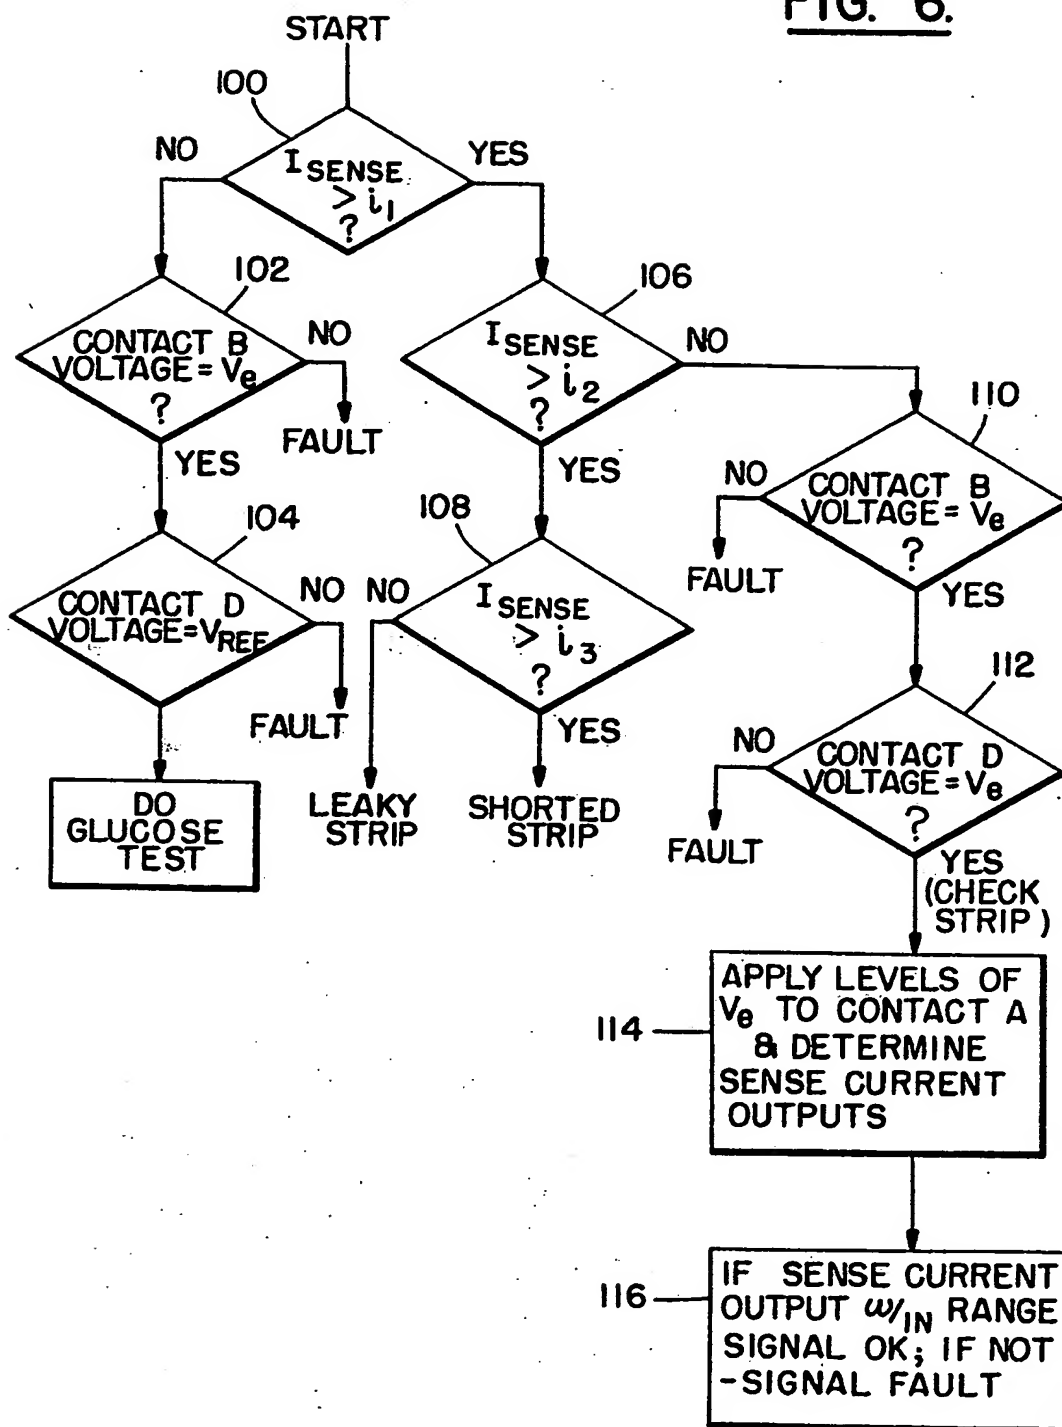 FIG. 6.
START
100
NO
YES
I SENSE
> i1
?
102
106
CONTACT B
VOLTAGE = Ve
?
NO
FAULT
YES
I SENSE
> i2
?
NO
YES
110
CONTACT B
VOLTAGE = Ve
?
NO
FAULT
YES
104
CONTACT D
VOLTAGE = VREF
?
NO
FAULT
108
NO
I SENSE
> i3
?
YES
LEAKY
STRIP
SHORTED
STRIP
DO
GLUCOSE
TEST
112
NO
CONTACT D
VOLTAGE = Ve
?
FAULT
YES
(CHECK
STRIP)
114
APPLY LEVELS OF
Ve TO CONTACT A
& DETERMINE
SENSE CURRENT
OUTPUTS
116
IF SENSE CURRENT
OUTPUT w/IN RANGE
SIGNAL OK; IF NOT
-SIGNAL FAULT